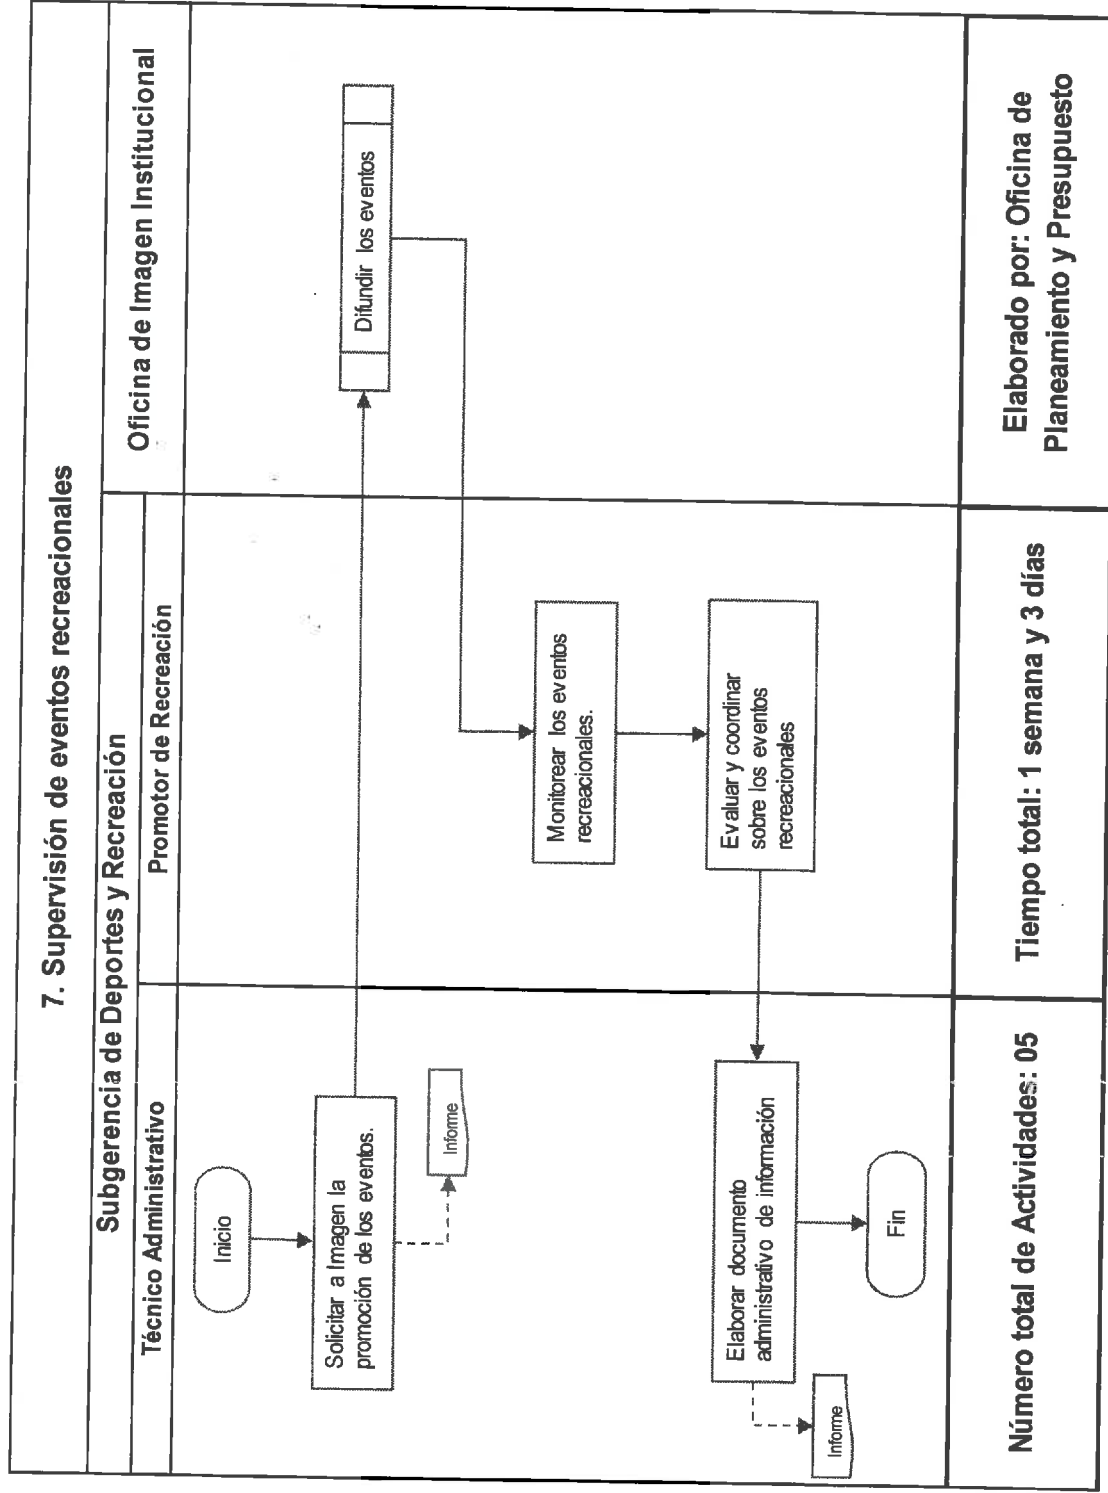 7. Supervisión de eventos recreacionales
Subgerencia de Deportes y Recreación
Oficina de Imagen Institucional
Técnico Administrativo
Promotor de Recreación
Inicio
Solicitar a Imagen la
promoción de los eventos.
Informe
Difundir los eventos
Monitorear los eventos
recreacionales.
Evaluar y coordinar
sobre los eventos
recreacionales
Elaborar documento
administrativo de información
Informe
Fin
Número total de Actividades: 05
Tiempo total: 1 semana y 3 días
Elaborado por: Oficina de
Planeamiento y Presupuesto